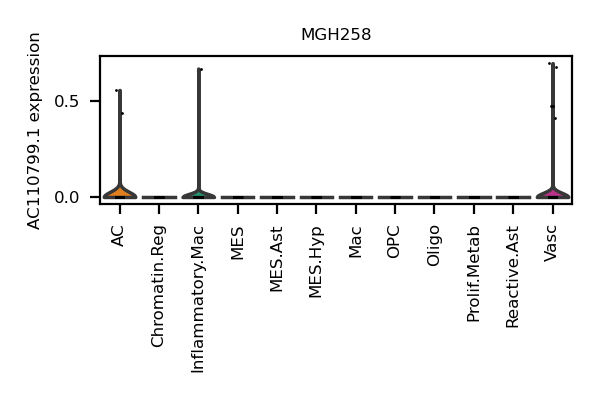 MGH258
AC110799.1 expression
0.5
0.0
AC
Chromatin.Reg
Inflammatory.Mac
MES
MES.Ast
MES.Hyp
Mac
OPC
Oligo
Prolif.Metab
Reactive.Ast
Vasc